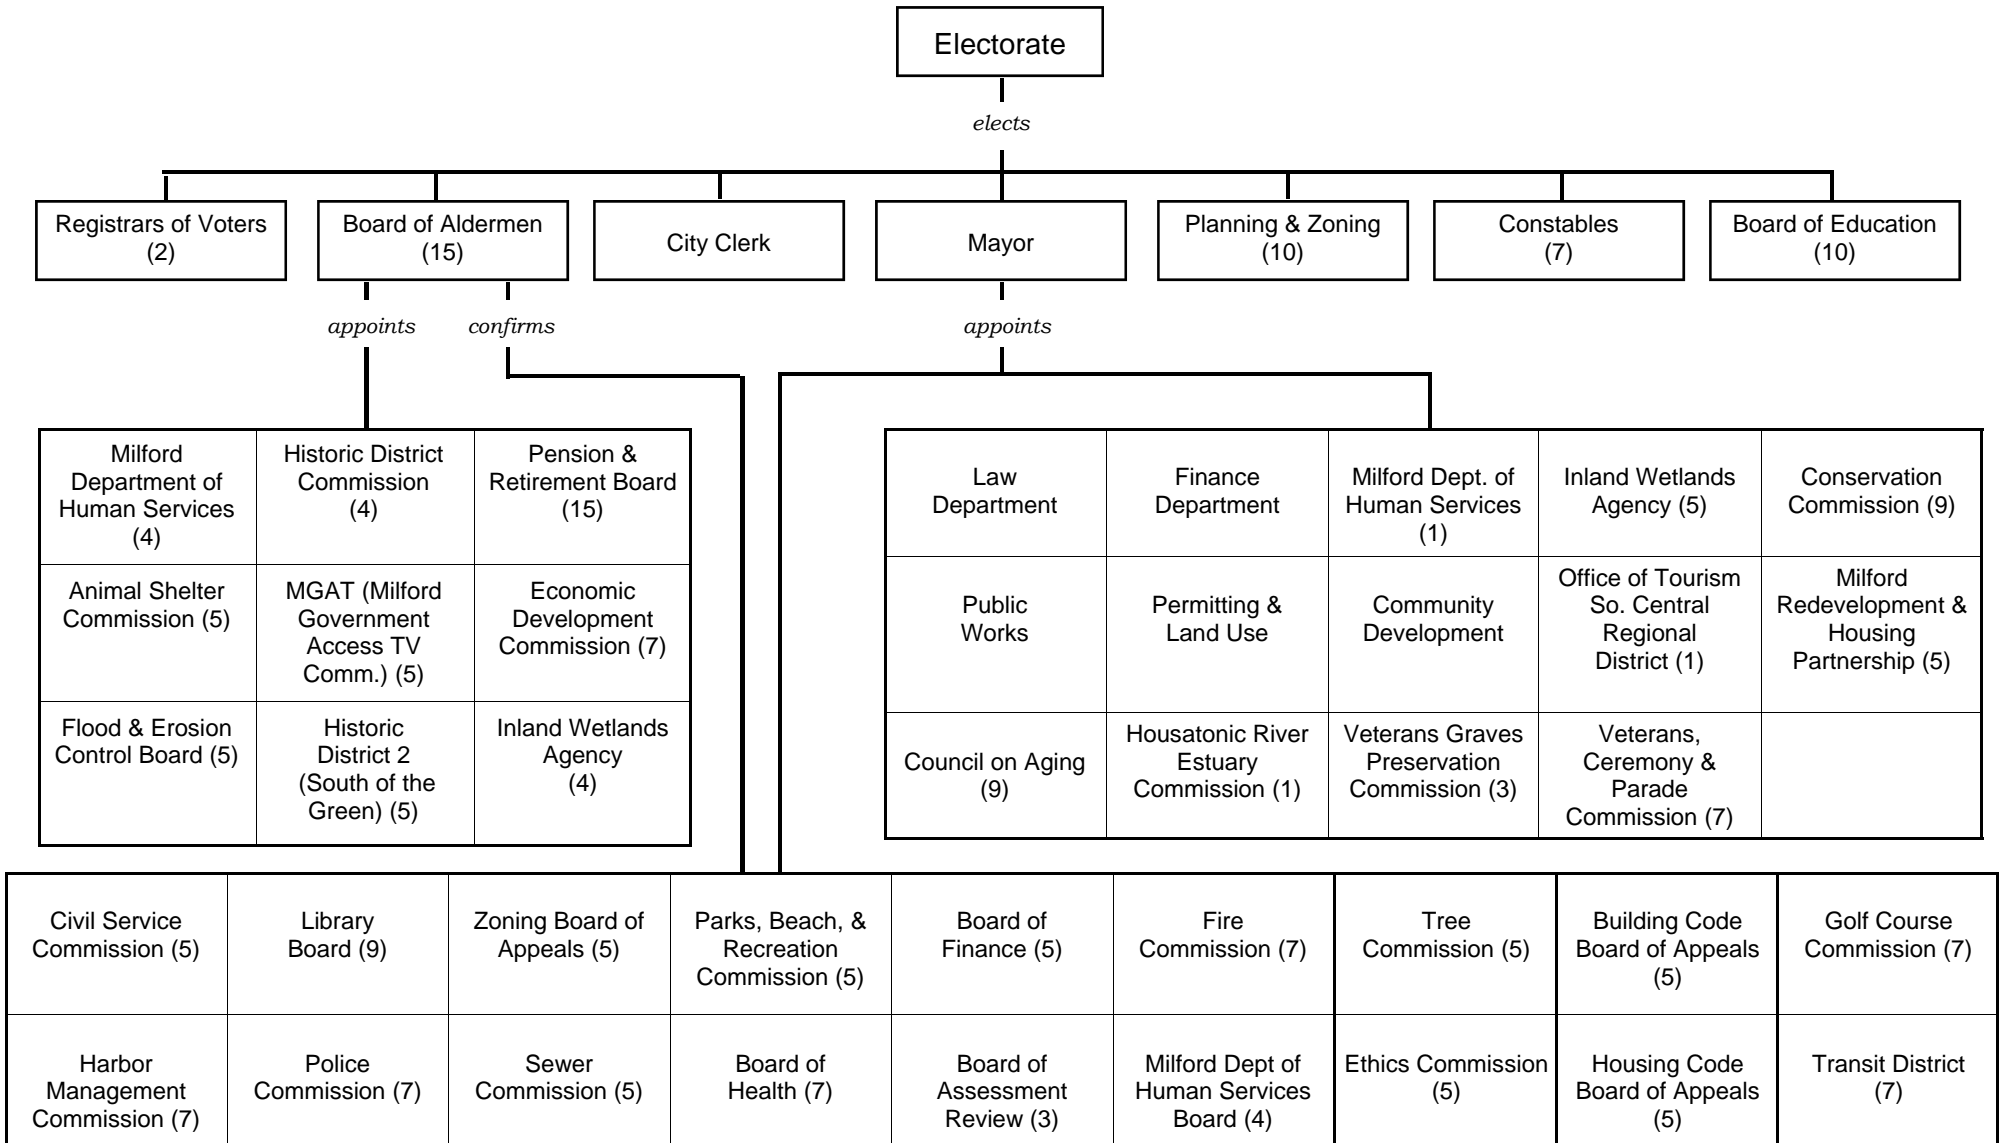 Electorate
elects
Registrars of Voters
(2)
Board of Aldermen
(15)
City Clerk
Mayor
Planning & Zoning
(10)
Constables
(7)
Board of Education
(10)
appoints
confirms
appoints
Milford
Department of
Human Services
(4)
Historic District
Commission
(4)
Pension &
Retirement Board
(15)
Animal Shelter
Commission (5)
MGAT (Milford
Government
Access TV
Comm.) (5)
Economic
Development
Commission (7)
Flood & Erosion
Control Board (5)
Historic
District 2
(South of the
Green) (5)
Inland Wetlands
Agency
(4)
Law
Department
Finance
Department
Milford Dept. of
Human Services
(1)
Inland Wetlands
Agency (5)
Conservation
Commission (9)
Public
Works
Permitting &
Land Use
Community
Development
Office of Tourism
So. Central
Regional
District (1)
Milford
Redevelopment &
Housing
Partnership (5)
Council on Aging
(9)
Housatonic River
Estuary
Commission (1)
Veterans Graves
Preservation
Commission (3)
Veterans,
Ceremony &
Parade
Commission (7)
Civil Service
Commission (5)
Library
Board (9)
Zoning Board of
Appeals (5)
Parks, Beach, &
Recreation
Commission (5)
Board of
Finance (5)
Fire
Commission (7)
Tree
Commission (5)
Building Code
Board of Appeals
(5)
Golf Course
Commission (7)
Harbor
Management
Commission (7)
Police
Commission (7)
Sewer
Commission (5)
Board of
Health (7)
Board of
Assessment
Review (3)
Milford Dept of
Human Services
Board (4)
Ethics Commission
(5)
Housing Code
Board of Appeals
(5)
Transit District
(7)